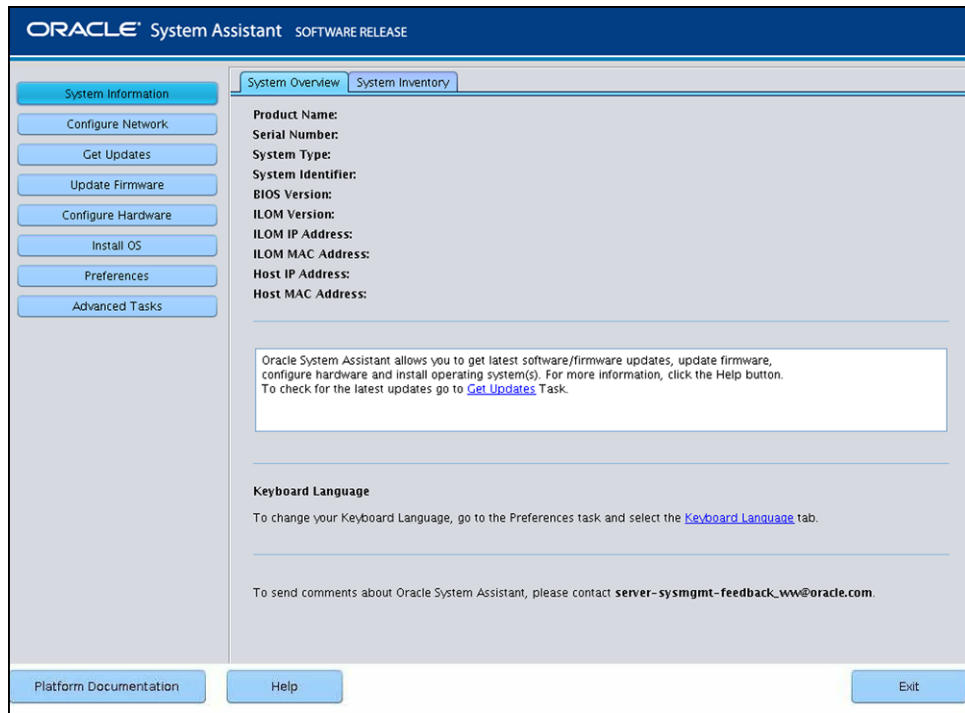 ORACLE System Assistant SOFTWARE RELEASE
System Information
Configure Network
Get Updates
Update Firmware
Configure Hardware
Install OS
Preferences
Advanced Tasks
System Overview System Inventory
Product Name:
Serial Number:
System Type:
System Identifier:
BIOS Version:
ILOM Version:
ILOM IP Address:
ILOM MAC Address:
Host IP Address:
Host MAC Address:
Oracle System Assistant allows you to get latest software/firmware updates, update firmware,
configure hardware and install operating system(s). For more information, click the Help button.
To check for the latest updates go to Get Updates Task.
Keyboard Language
To change your Keyboard Language, go to the Preferences task and select the Keyboard Language tab.
To send comments about Oracle System Assistant, please contact server-sysmgmt-feedback_ww@oracle.com.
Platform Documentation Help Exit